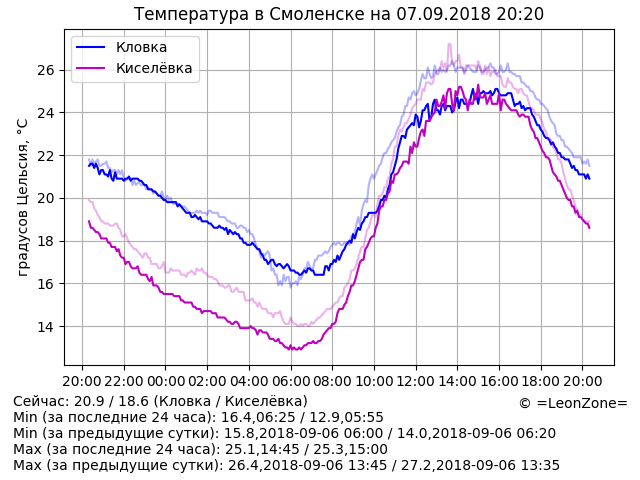 Температура в Смоленске на 07.09.2018 20:20
Кловка
Киселёвка
градусов Цельсия, °C
26
24
22
20
18
16
14
20:00 22:00 00:00 02:00 04:00 06:00 08:00 10:00 12:00 14:00 16:00 18:00 20:00
Сейчас: 20.9 / 18.6 (Кловка / Киселёвка)
© =LeonZone=
Min (за последние 24 часа): 16.4,06:25 / 12.9,05:55
Min (за предыдущие сутки): 15.8,2018-09-06 06:00 / 14.0,2018-09-06 06:20
Max (за последние 24 часа): 25.1,14:45 / 25.3,15:00
Max (за предыдущие сутки): 26.4,2018-09-06 13:45 / 27.2,2018-09-06 13:35